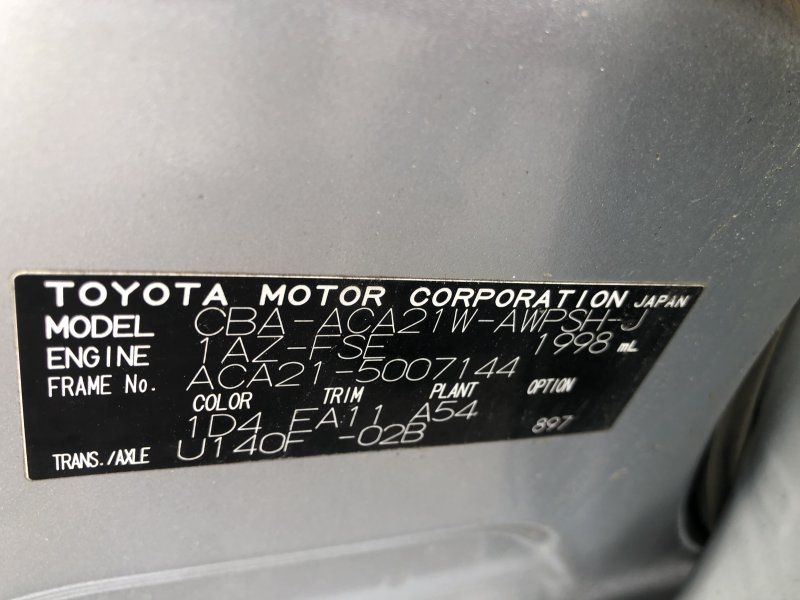 TOYOTA MOTOR CORPORATION JAPAN
MODEL CBA-ACA21W-AWPSH-J
ENGINE 1AZ-FSE 1998 mL
FRAME No. ACA21-5007144
COLOR TRIM PLANT OPTION
1D4 EA11 A54 897
TRANS./AXLE U140F -02B